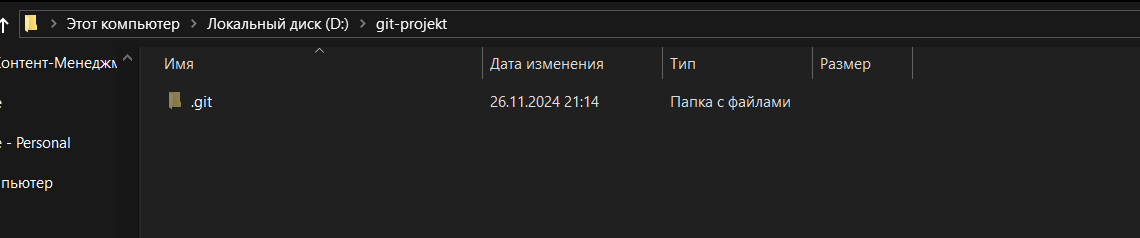 Этот компьютер > Локальный диск (D:) > git-projekt
Контент-Менеджм
Имя Дата изменения Тип Размер
е
.git 26.11.2024 21:14 Папка с файлами
е - Personal
пьютер